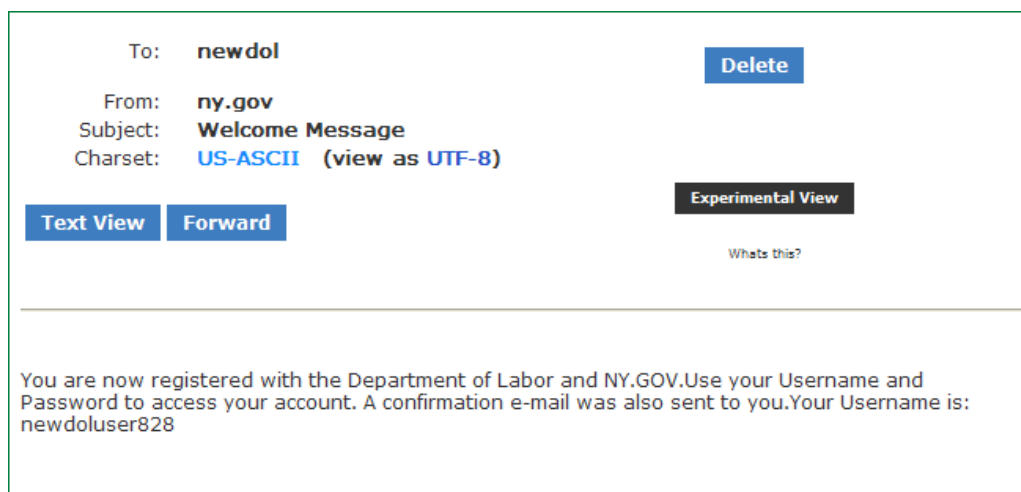 To: newdol
Delete
From: ny.gov
Subject: Welcome Message
Charset: US-ASCII (view as UTF-8)
Experimental View
Text View Forward
Whats this?
You are now registered with the Department of Labor and NY.GOV.Use your Username and
Password to access your account. A confirmation e-mail was also sent to you.Your Username is:
newdoluser828